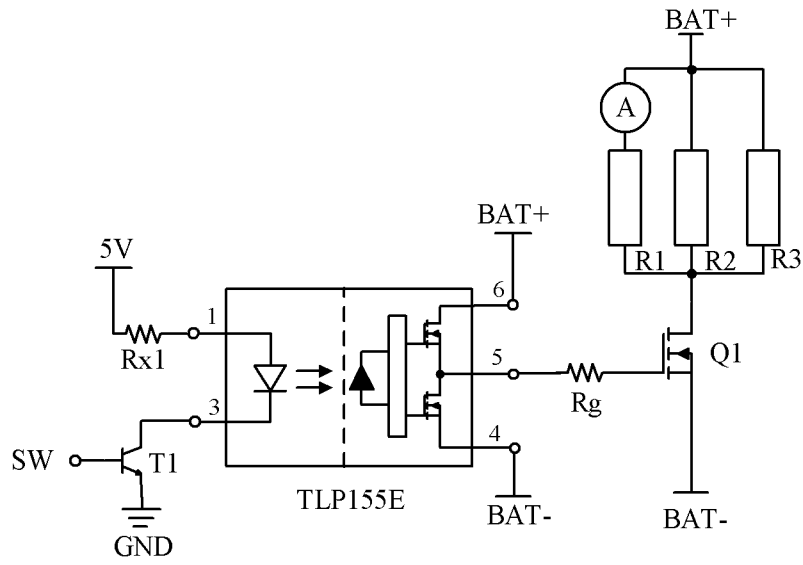 BAT+
A
R1
R2
R3
BAT+
5V
6
1
5
Q1
Rx1
Rg
3
4
SW
T1
TLP155E
BAT-
BAT-
GND